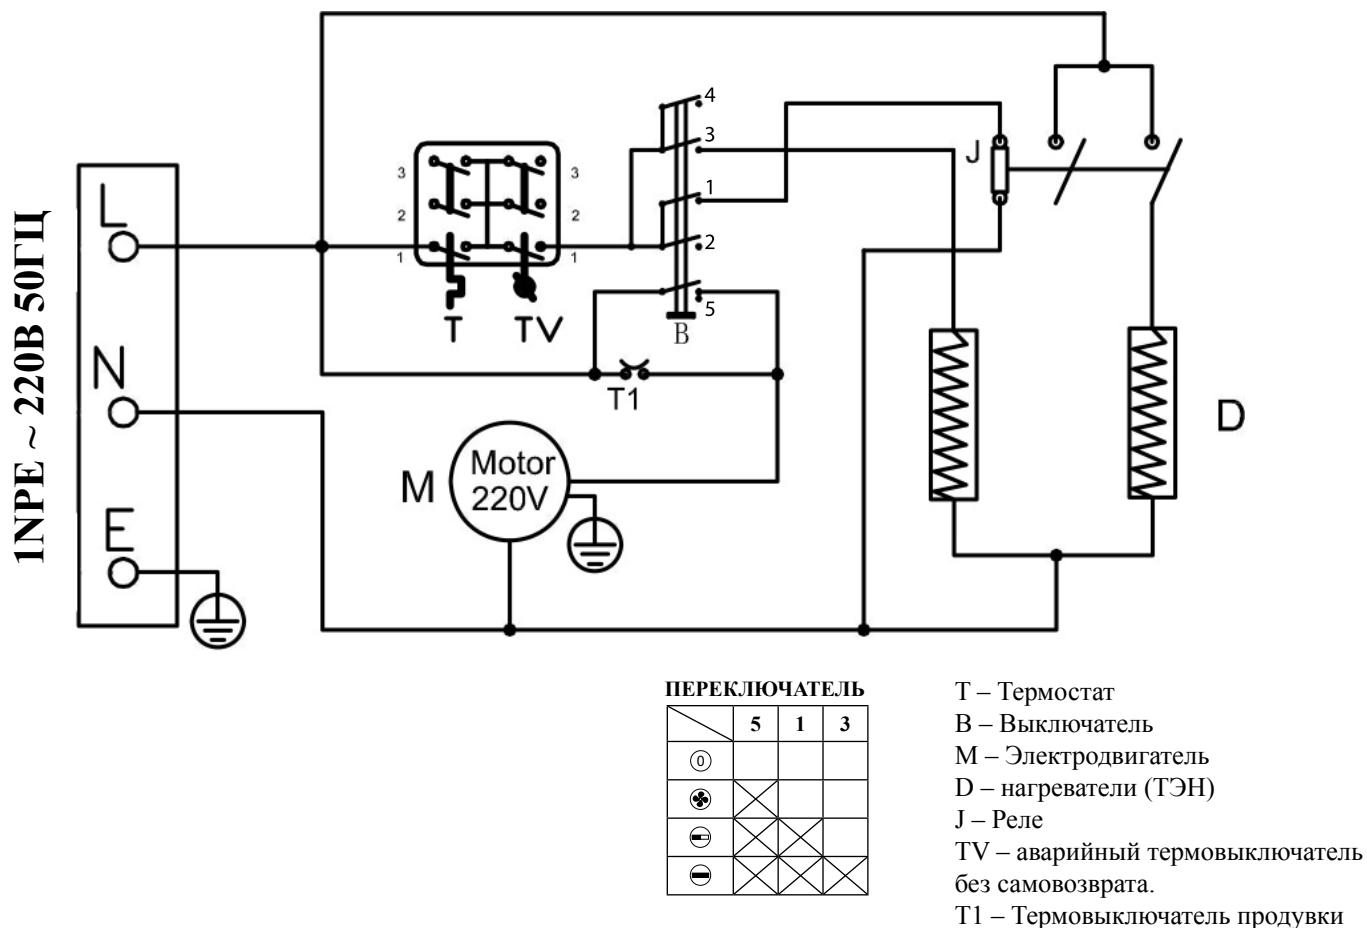 1NPE ~ 220В 50ГЦ
L
N
E
3
2
1
3
2
1
T
TV
4
3
1
2
5
B
T1
J
D
M
Motor
220V
ПЕРЕКЛЮЧАТЕЛЬ
5 1 3
0
Т – Термостат
В – Выключатель
М – Электродвигатель
D – нагреватели (ТЭН)
J – Реле
TV – аварийный термовыключатель
без самовозврата.
Т1 – Термовыключатель продувки